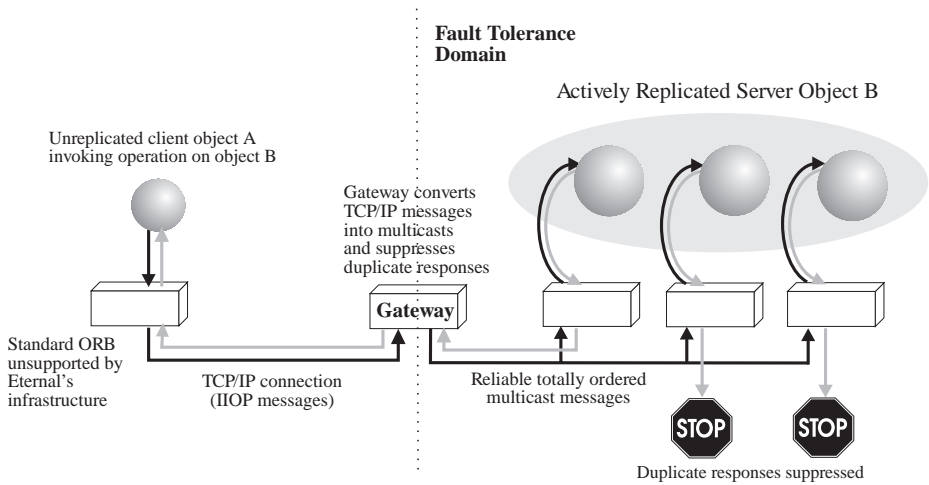 Fault Tolerance
Domain
Actively Replicated Server Object B
Unreplicated client object A
invoking operation on object B
Gateway converts
TCP/IP messages
into multicasts
and suppresses
duplicate responses
Gateway
Standard ORB
unsupported by
Eternal's
infrastructure
TCP/IP connection
(IIOP messages)
Reliable totally ordered
multicast messages
STOP
STOP
Duplicate responses suppressed